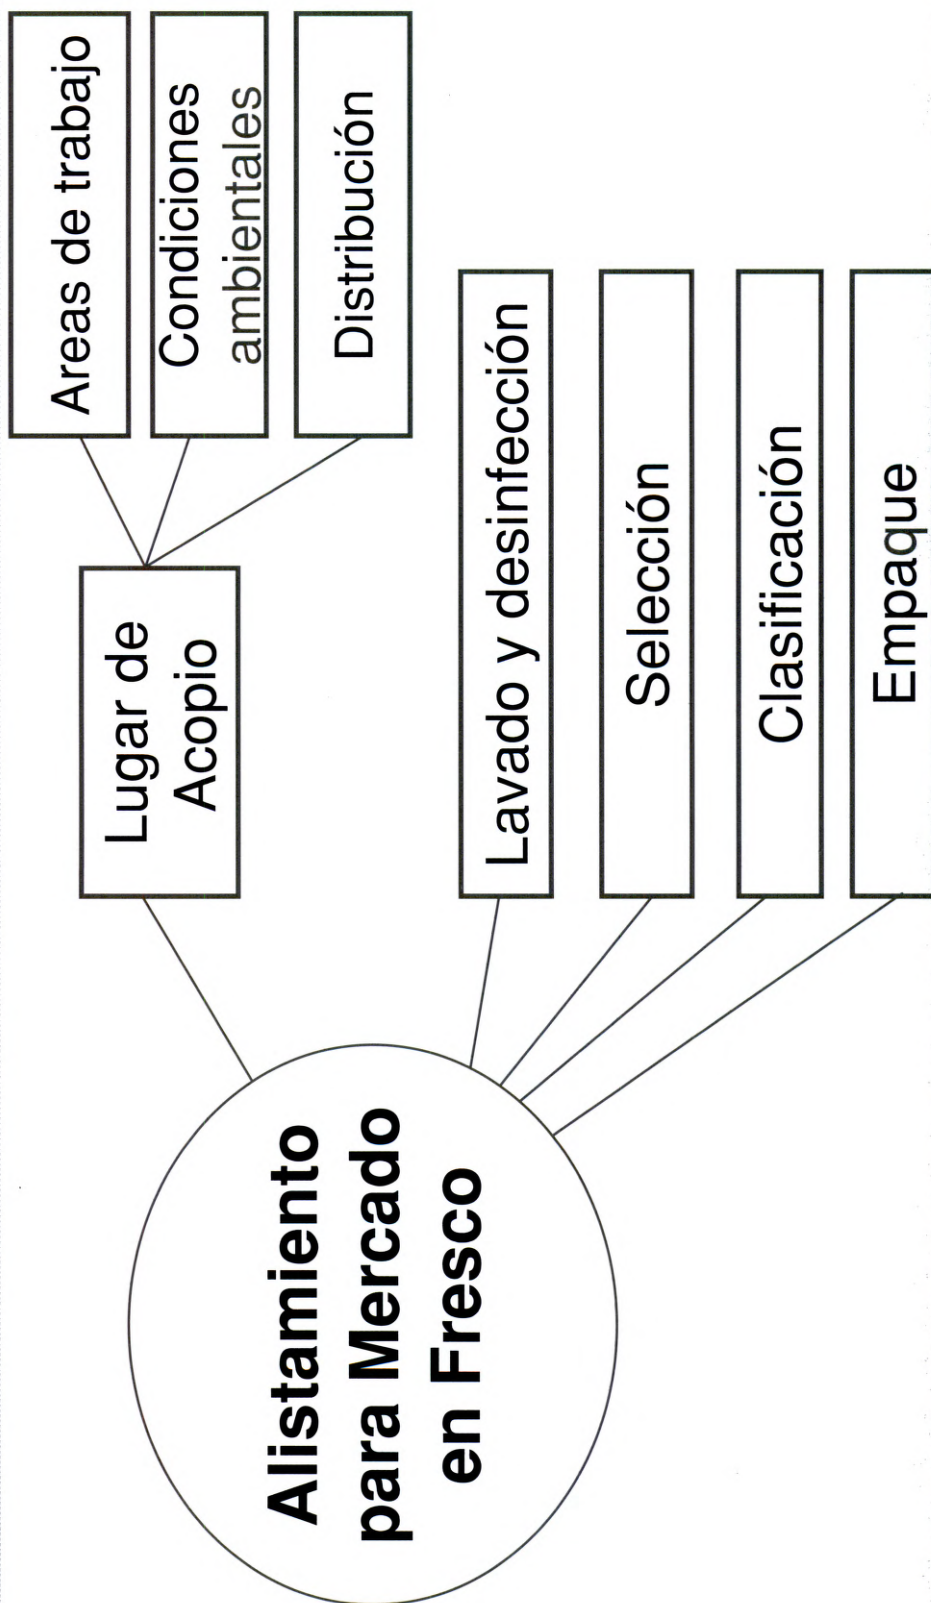 Alistamiento
para Mercado
en Fresco
Lugar de
Acopio
Areas de trabajo
Condiciones
ambientales
Distribución
Lavado y desinfección
Selección
Clasificación
Empaque